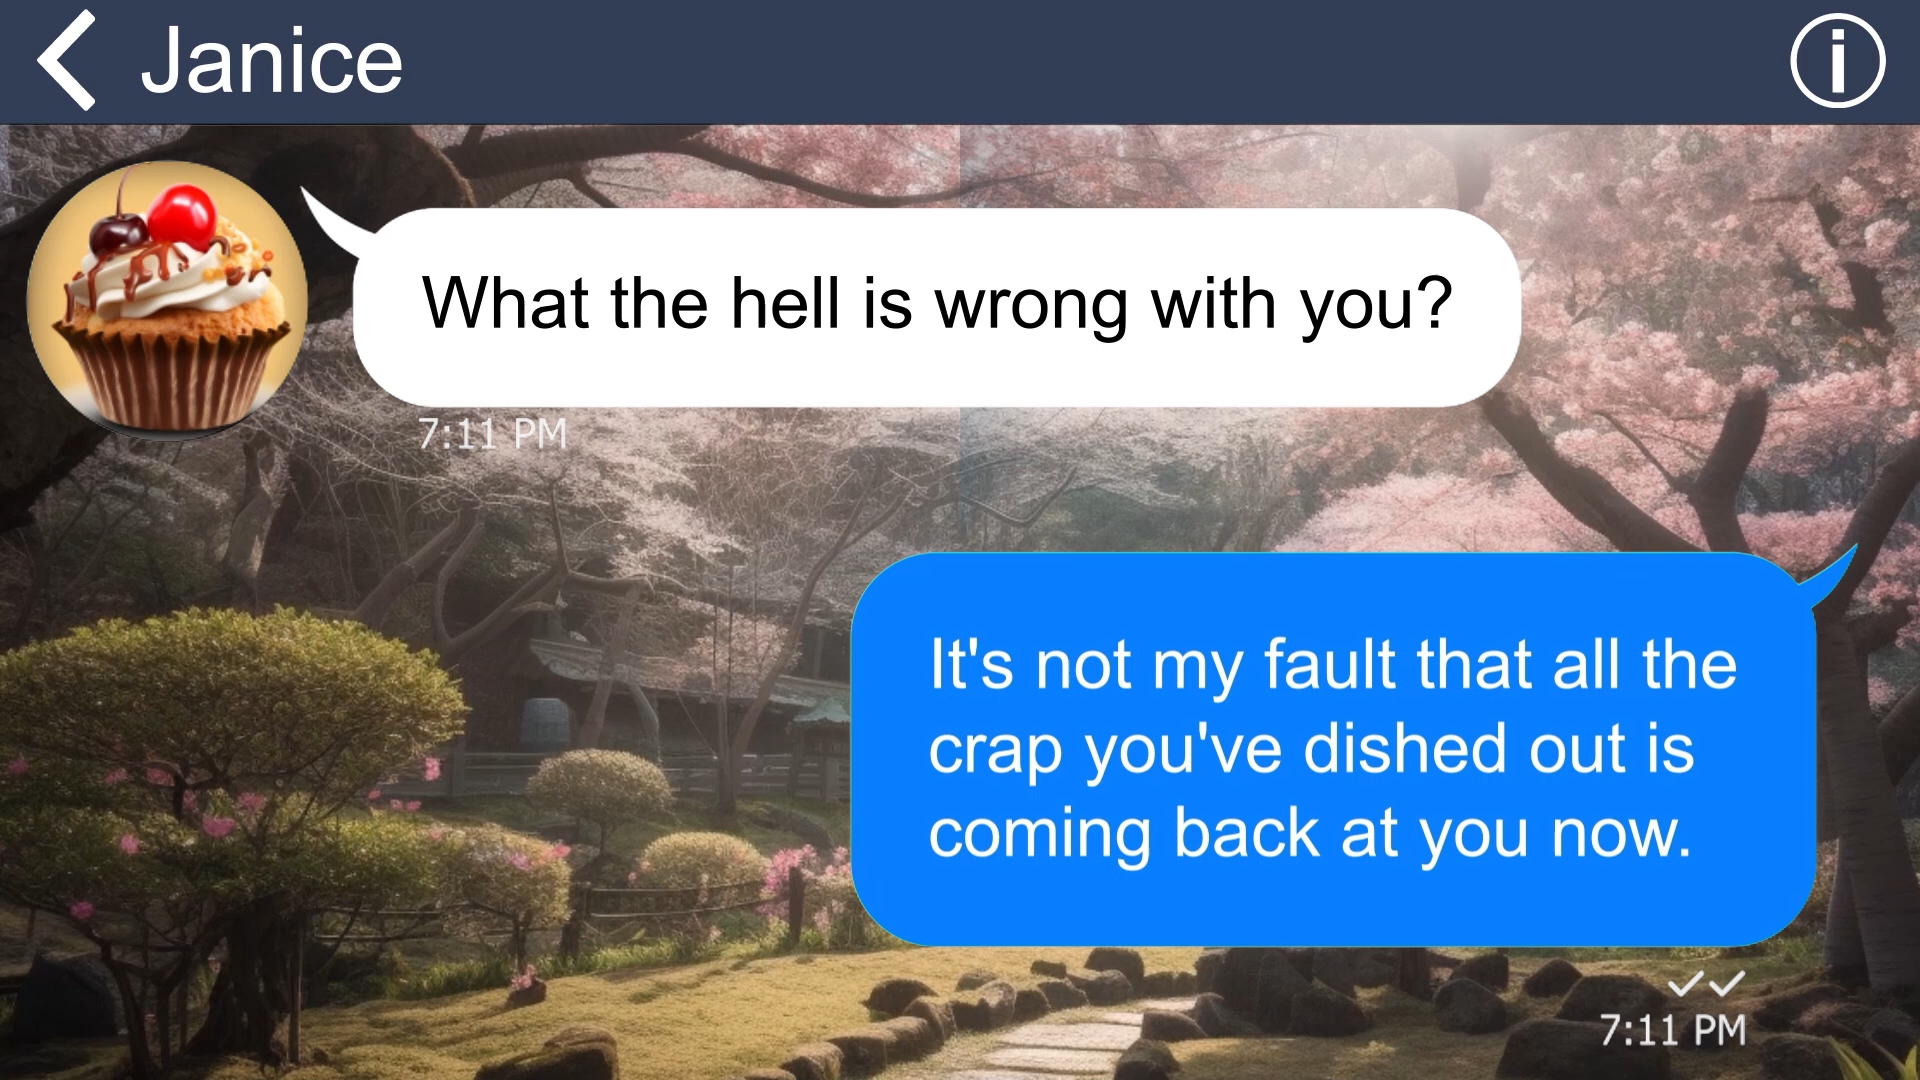 Janice
What the hell is wrong with you?
7:11 PM
It's not my fault that all the
crap you've dished out is
coming back at you now.
7:11 PM